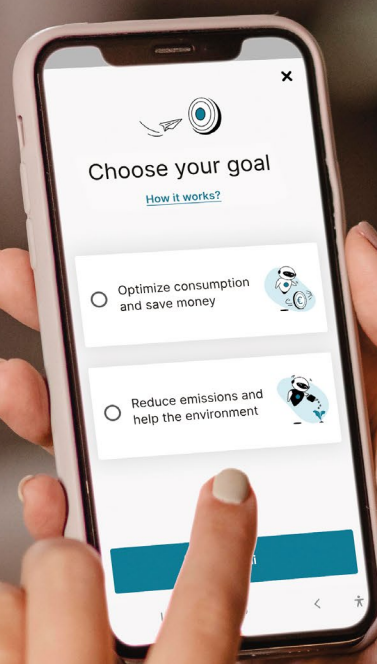 Choose your goal
How it works?
Optimize consumption
and save money
Reduce emissions and
help the environment